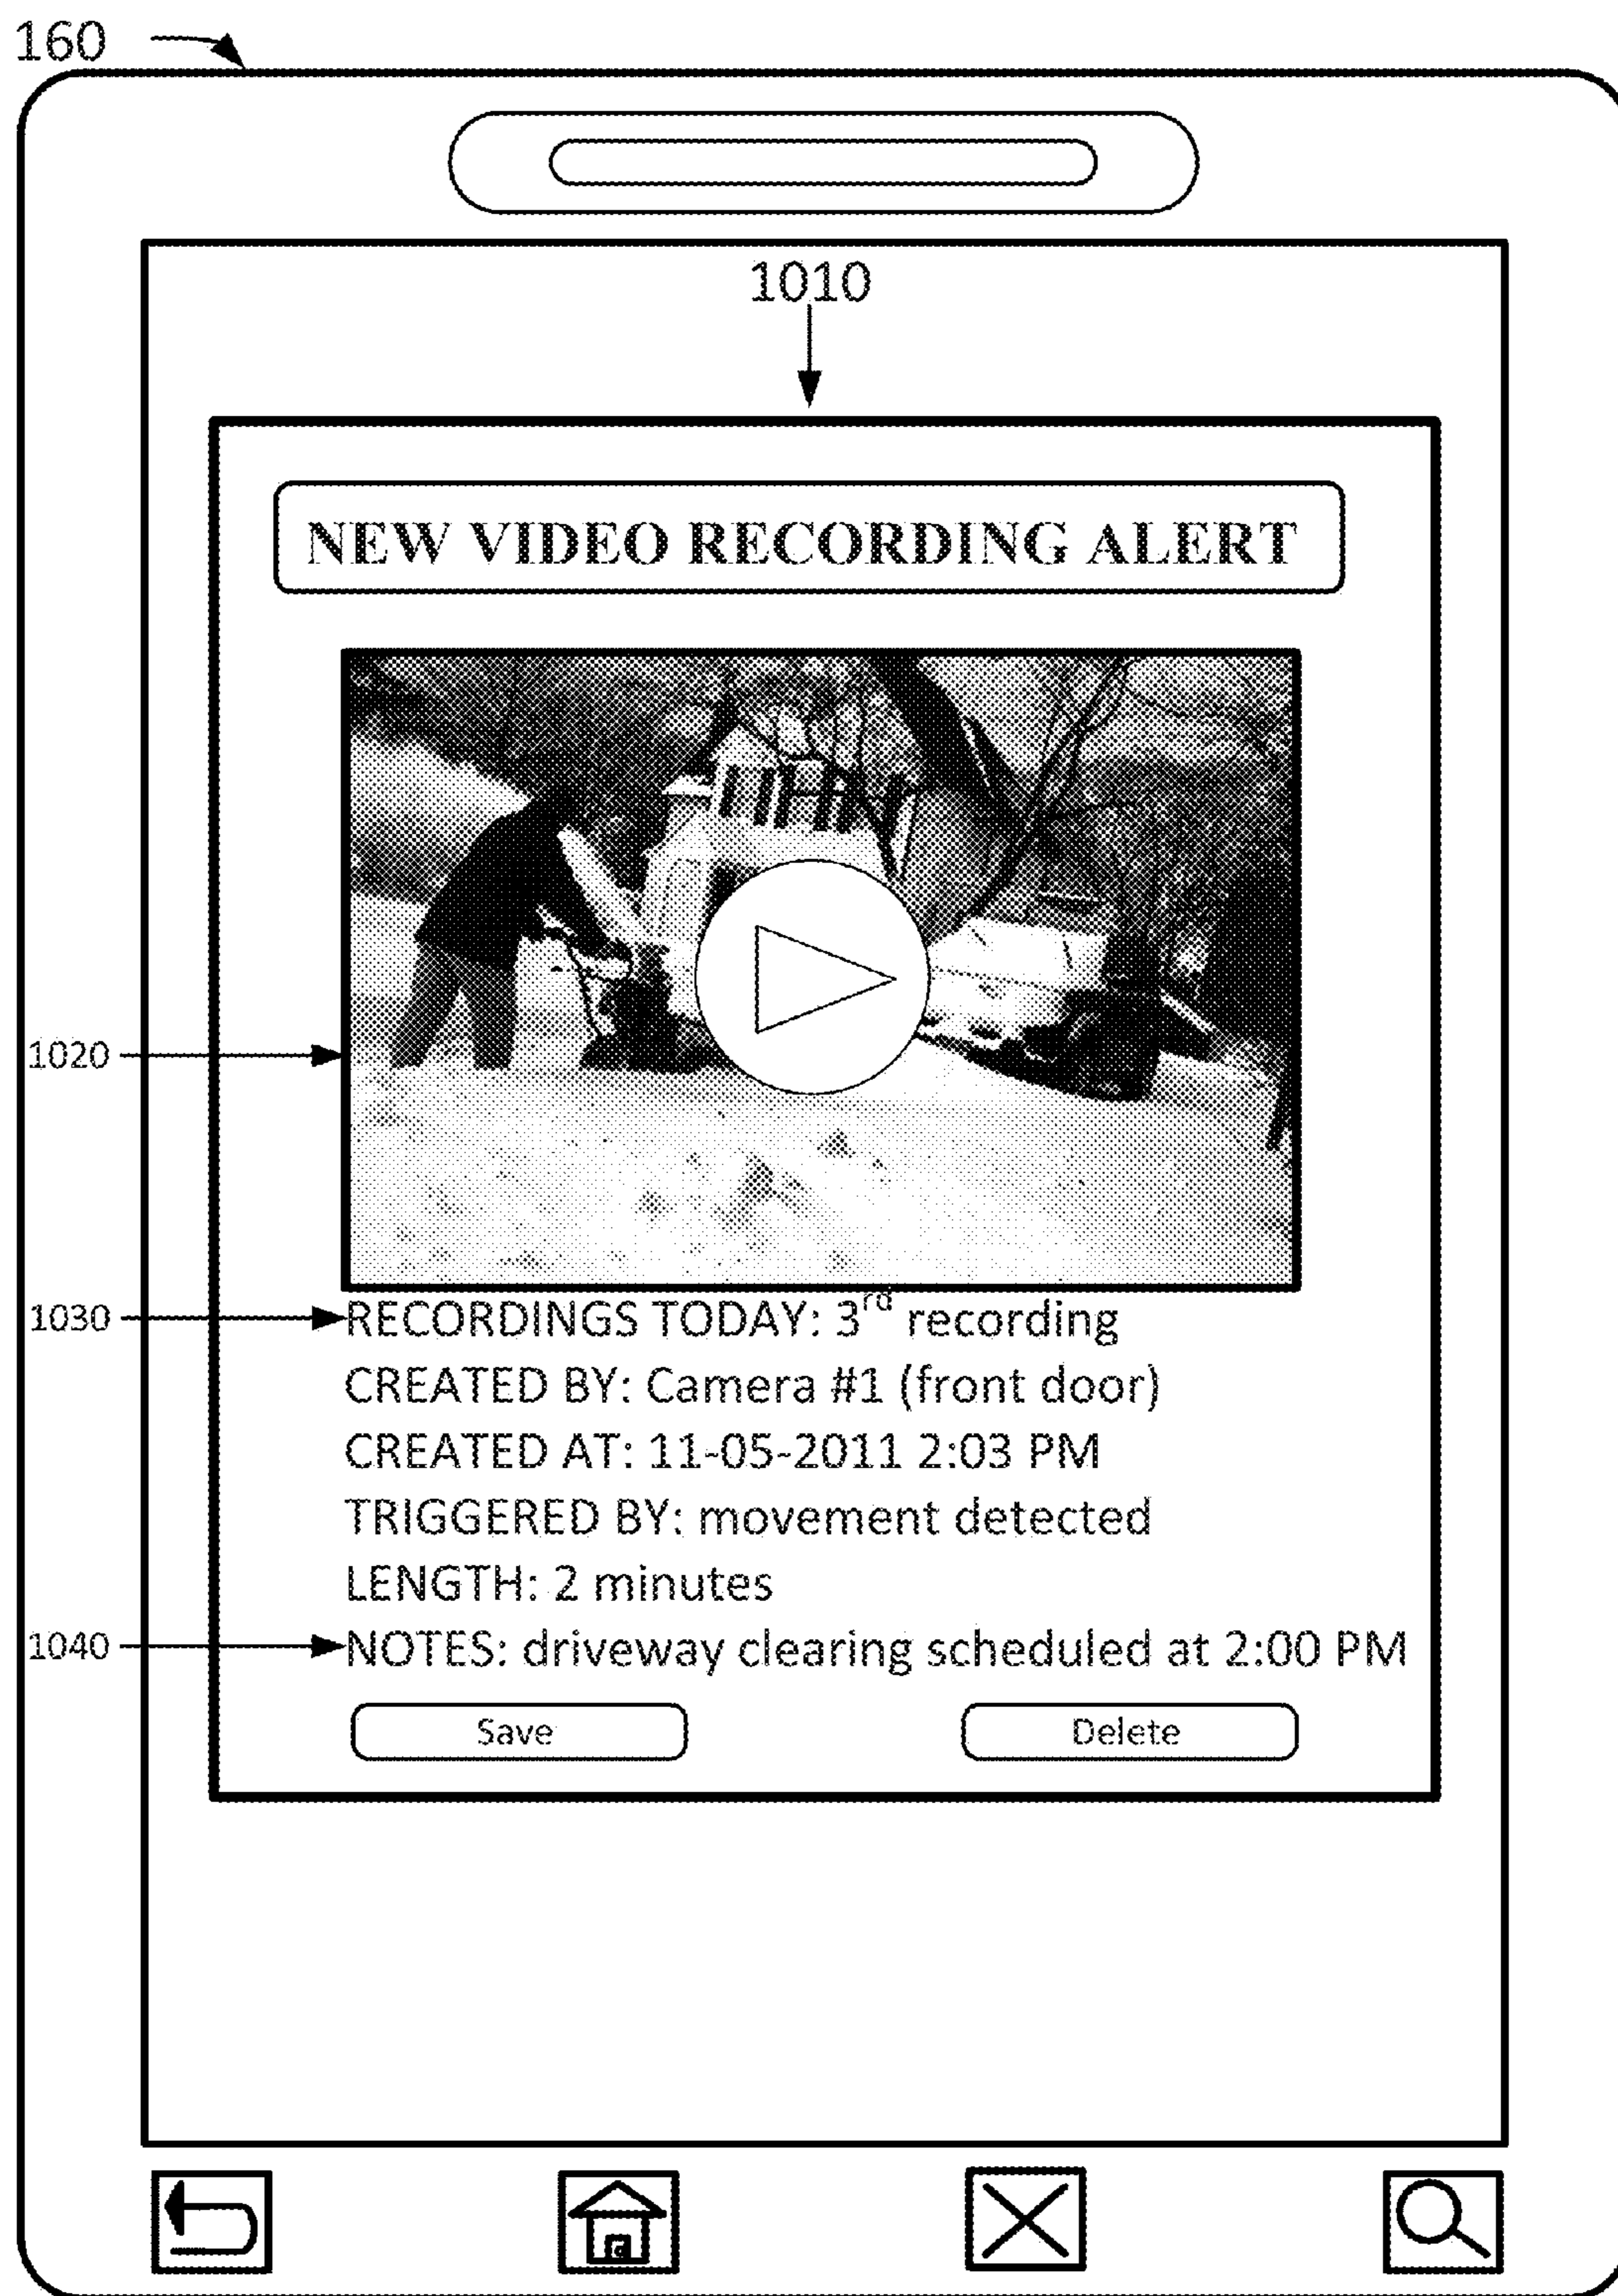 160
1010
NEW VIDEO RECORDING ALERT
1020
1030
RECORDINGS TODAY: 3rd recording
CREATED BY: Camera #1 (front door)
CREATED AT: 11-05-2011 2:03 PM
TRIGGERED BY: movement detected
LENGTH: 2 minutes
1040
NOTES: driveway clearing scheduled at 2:00 PM
Save
Delete